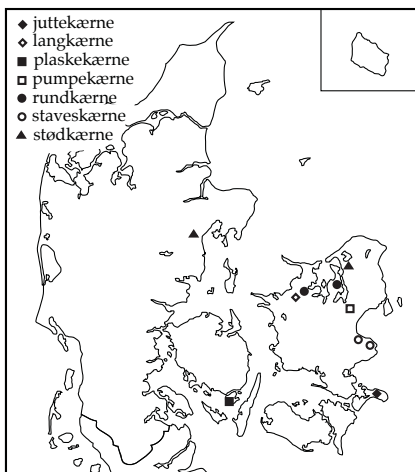 juttekærne
langkærne
plaskekærne
pumpekærne
rundkærne
staveskærne
stødkærne